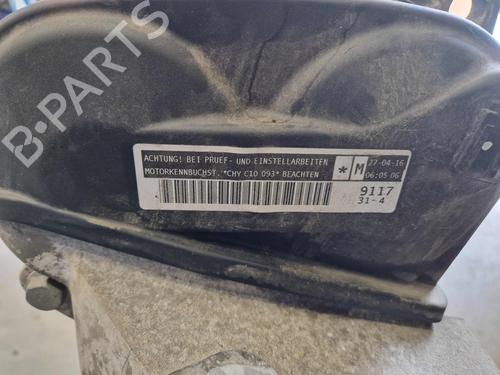 B-Parts
ACHTUNG! BEI PRUEF- UND EINSTELLARBEITEN
MOTORKENNBUCHST. *CHY C10 093* BEACHTEN
*M
27-04-16
06:05:06
9117
31-4